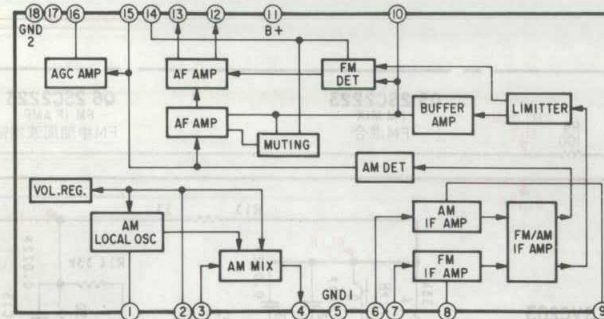 18 17 16 15 14 13 12 11 10
GND 2
B+
AGC AMP
AF AMP
FM DET
AF AMP
MUTING
BUFFER AMP
LIMITTER
AM DET
VOL. REG.
AM LOCAL OSC
AM MIX
AM IF AMP
FM IF AMP
FM/AM IF AMP
GND1
1 2 3 4 5 6 7 8 9